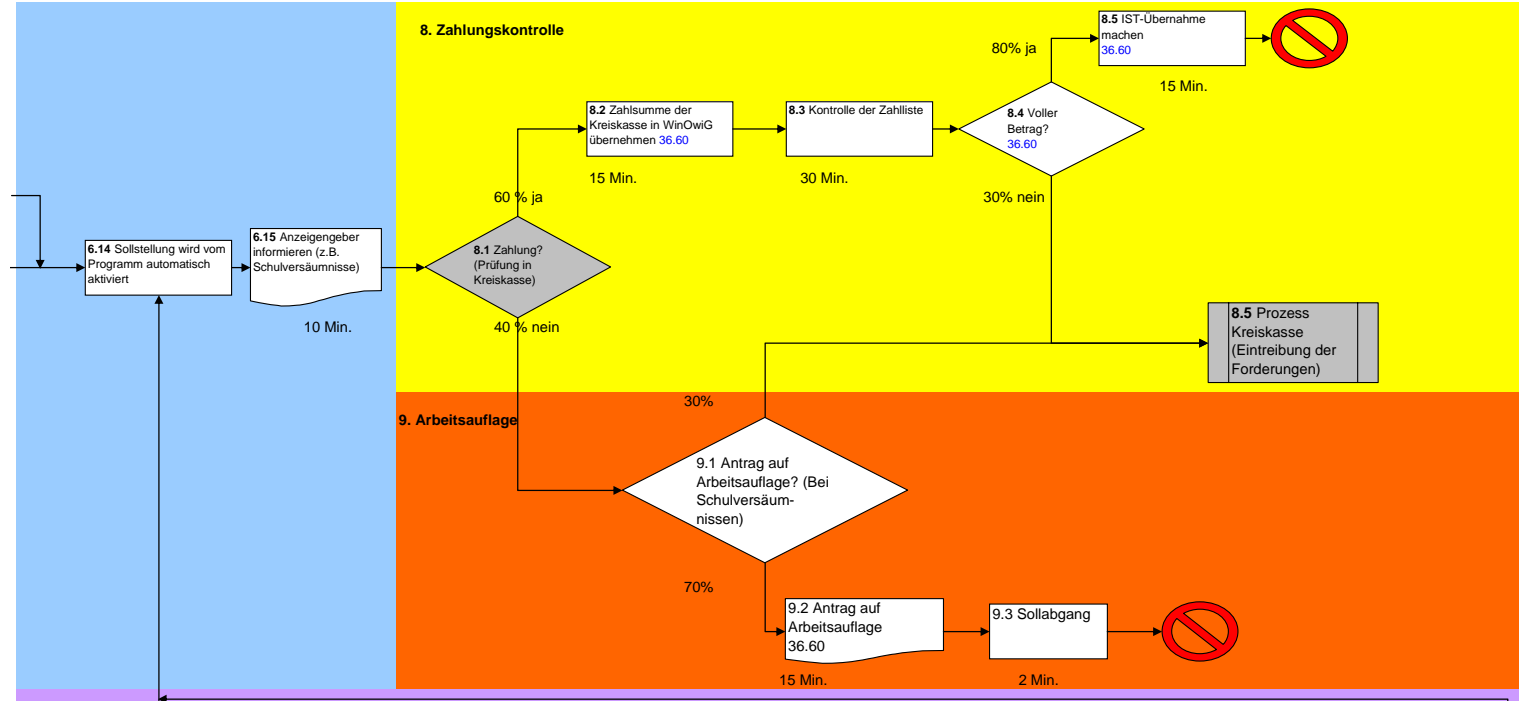 8. Zahlungskontrolle
8.5 IST-Übernahme
machen
36.60
80% ja
15 Min.
8.2 Zahlsumme der
Kreiskasse in WinOwiG
übernehmen 36.60
15 Min.
8.3 Kontrolle der Zahlliste
30 Min.
8.4 Voller
Betrag?
36.60
30% nein
60 % ja
6.14 Sollstellung wird vom
Programm automatisch
aktiviert
6.15 Anzeigengeber
informieren (z.B.
Schulversäumnisse)
10 Min.
8.1 Zahlung?
(Prüfung in
Kreiskasse)
40 % nein
8.5 Prozess
Kreiskasse
(Eintreibung der
Forderungen)
30%
9. Arbeitsauflage
9.1 Antrag auf
Arbeitsauflage? (Bei
Schulversäum-
nissen)
70%
9.2 Antrag auf
Arbeitsauflage
36.60
15 Min.
9.3 Sollabgang
2 Min.